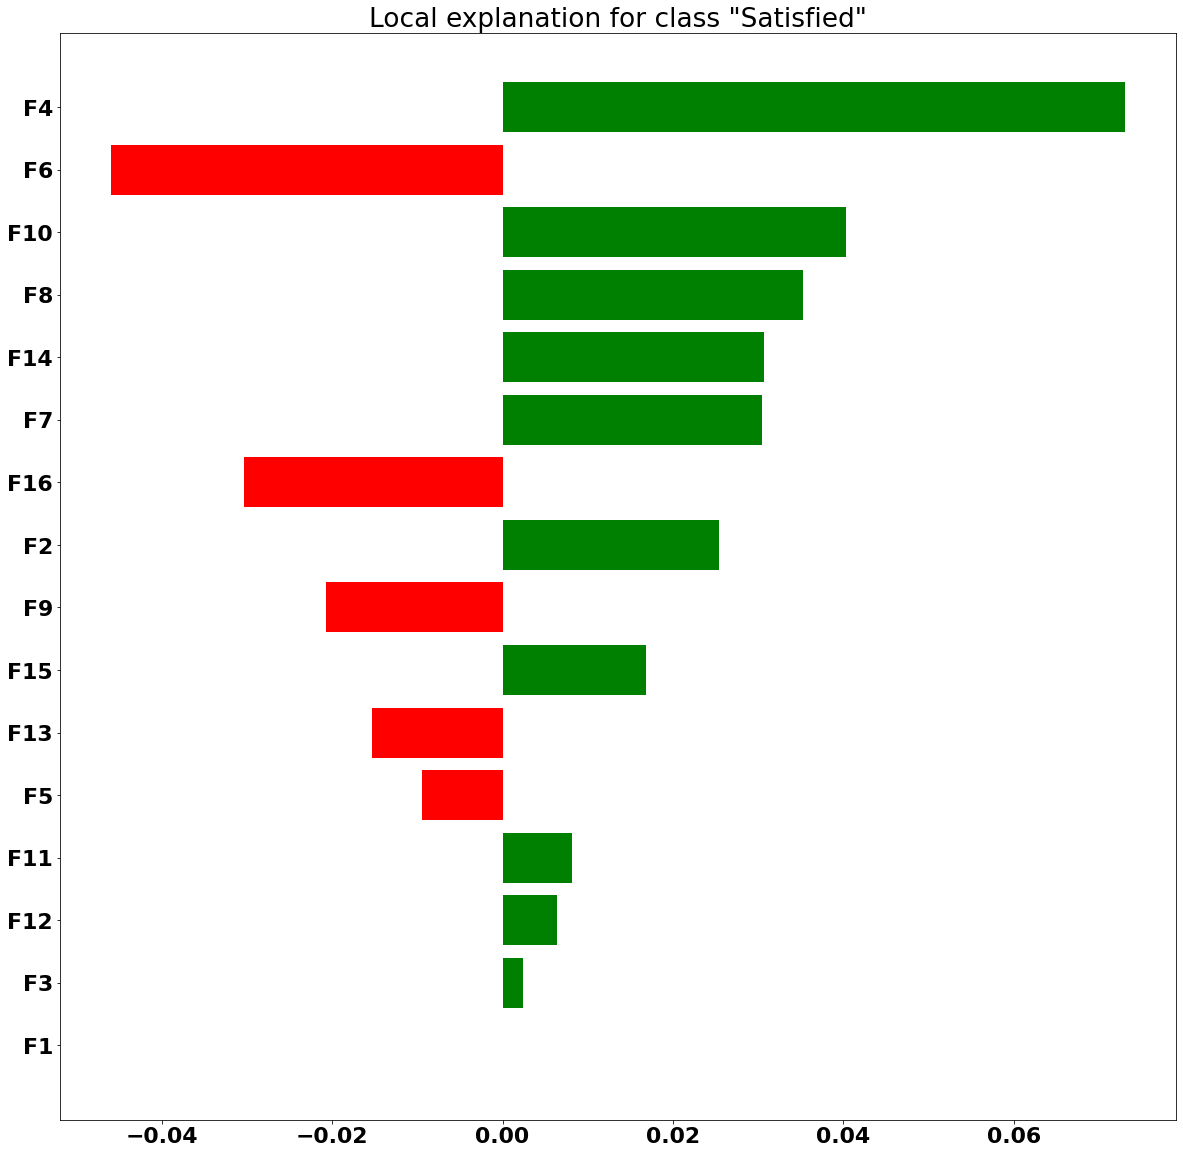 Local explanation for class "Satisfied"
F4
F6
F10
F8
F14
F7
F16
F2
F9
F15
F13
F5
F11
F12
F3
F1
−0.04 −0.02 0.00 0.02 0.04 0.06